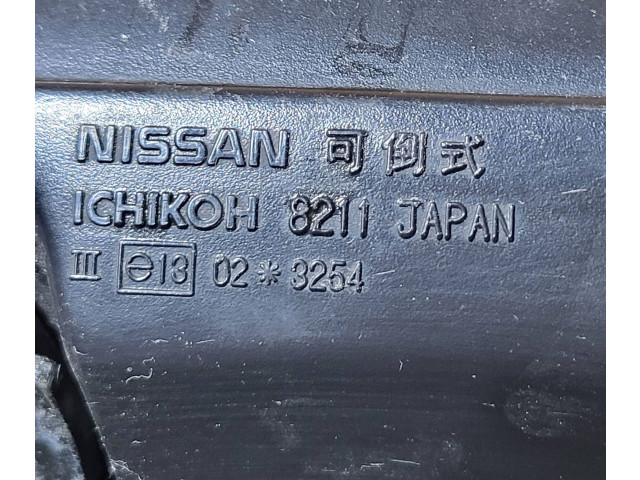 NISSAN 可倒式
ICHIKOH 8211 JAPAN
III e13 02*3254